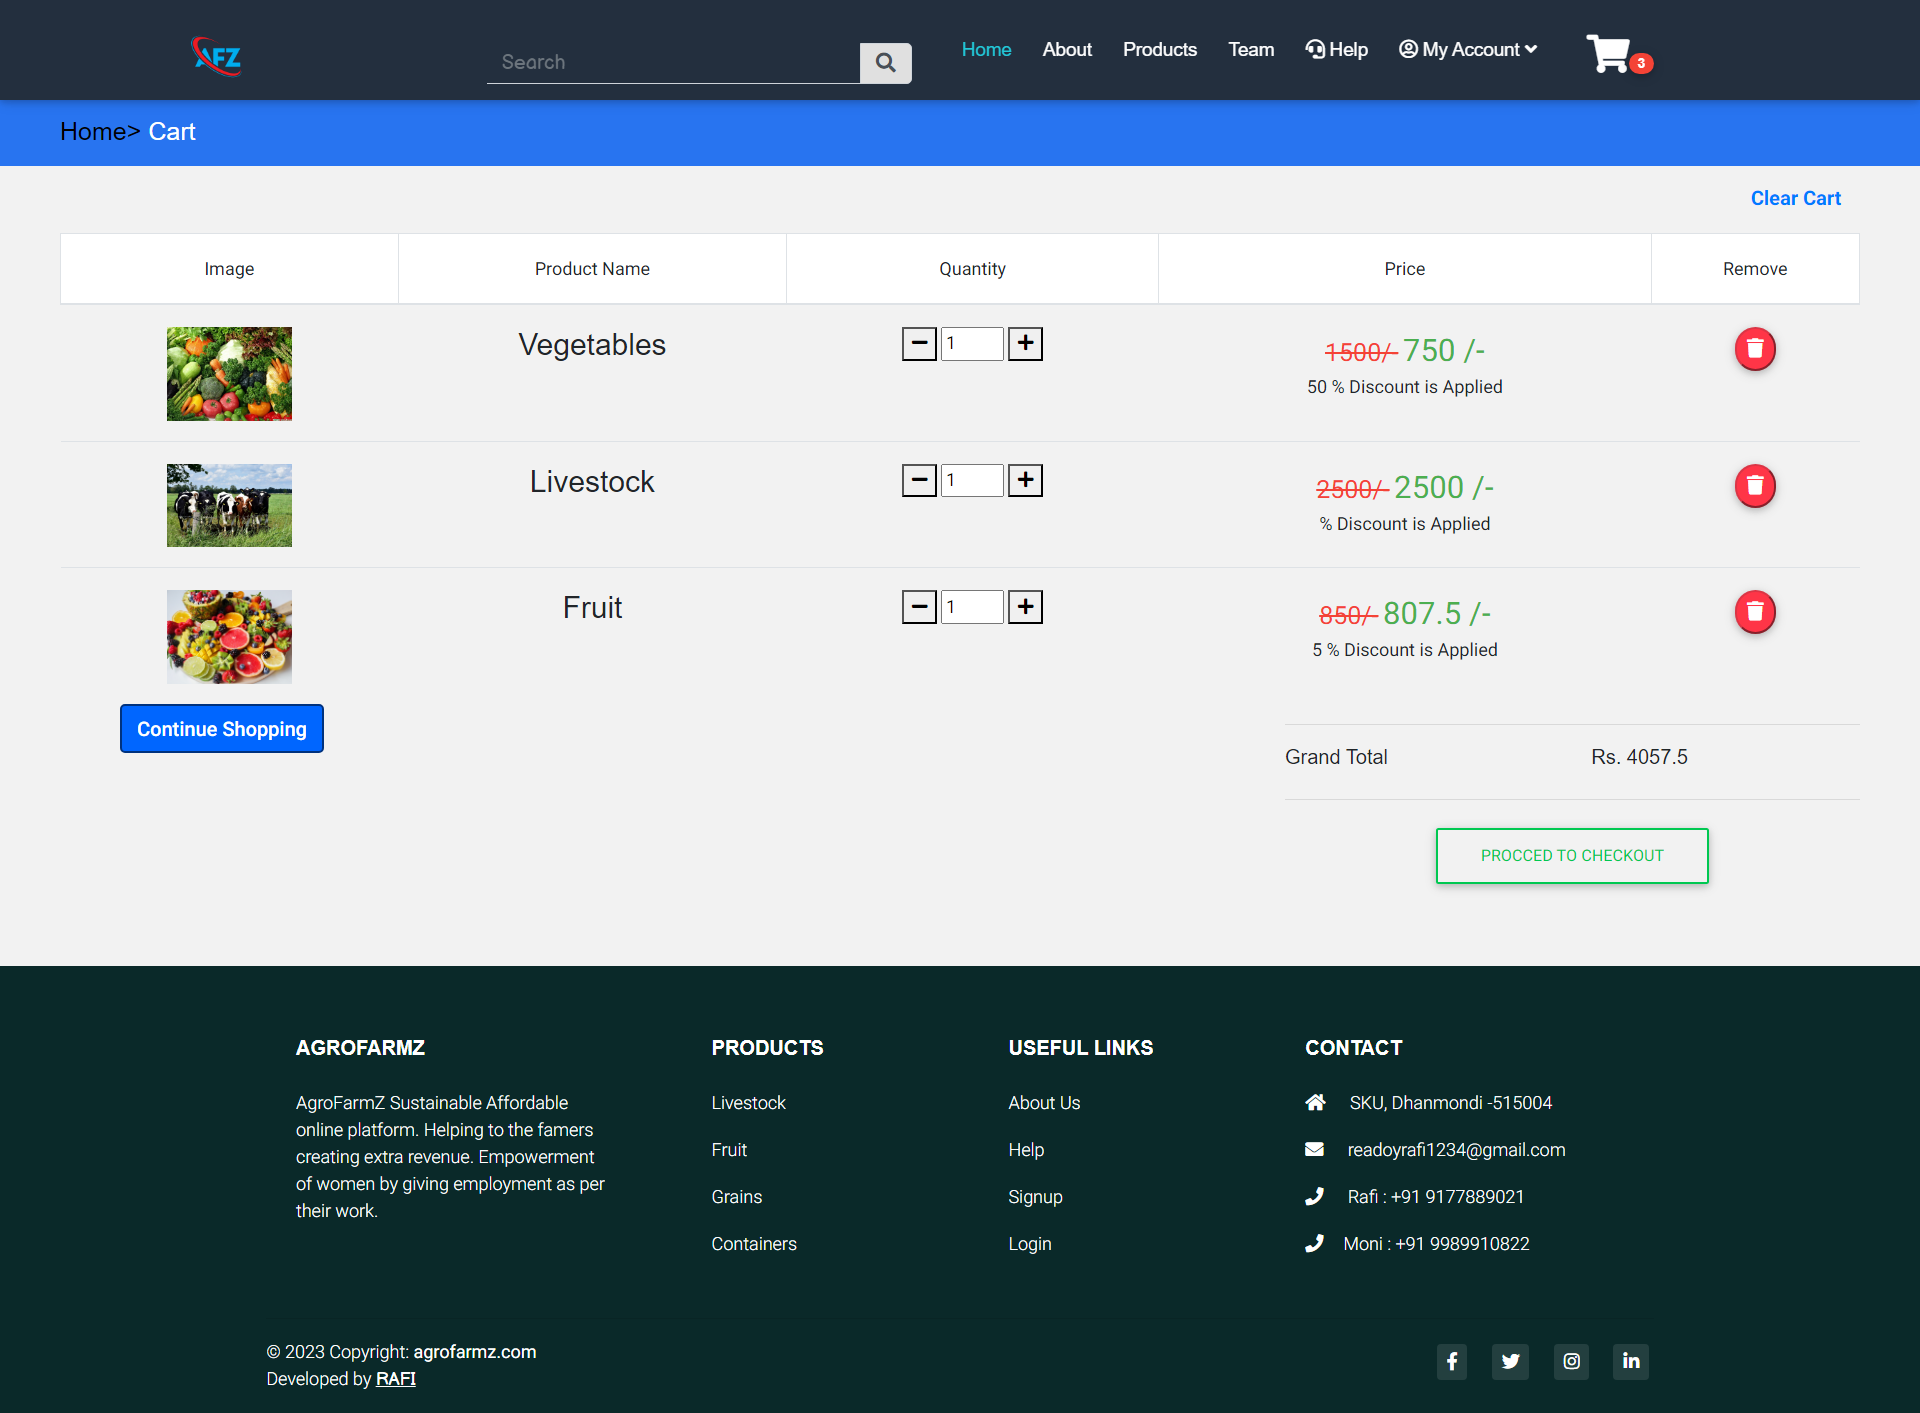 AFZ
Search
Home About Products Team Help My Account 3
Home> Cart
Clear Cart
Image Product Name Quantity Price Remove
Vegetables 1 1500/- 750 /-
50 % Discount is Applied
Livestock 1 2500/- 2500 /-
% Discount is Applied
Fruit 1 850/- 807.5 /-
5 % Discount is Applied
Continue Shopping
Grand Total Rs. 4057.5
PROCCED TO CHECKOUT
AGROFARMZ
AgroFarmZ Sustainable Affordable
online platform. Helping to the famers
creating extra revenue. Empowerment
of women by giving employment as per
their work.
PRODUCTS
Livestock
Fruit
Grains
Containers
USEFUL LINKS
About Us
Help
Signup
Login
CONTACT
SKU, Dhanmondi -515004
readoyrafi1234@gmail.com
Rafi : +91 9177889021
Moni : +91 9989910822
© 2023 Copyright: agrofarmz.com
Developed by RAFI